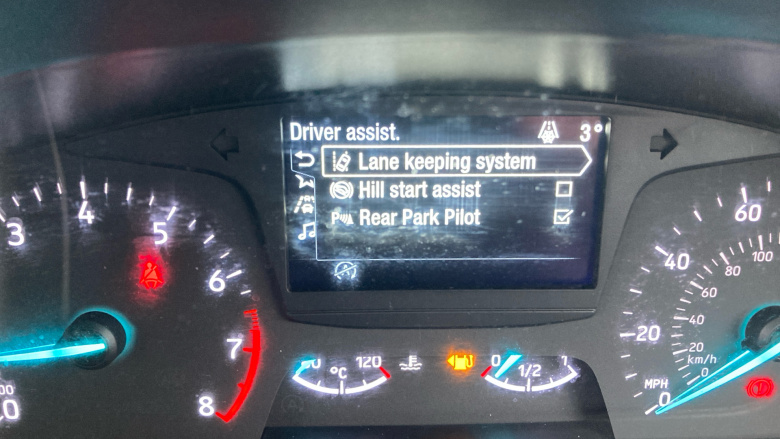 Driver assist. 3°
Lane keeping system
Hill start assist
Rear Park Pilot
3 4 5 6 7 8
120
°C
0 1/2 1
0 20 40 60
MPH
20 40 60 80 100
km/h